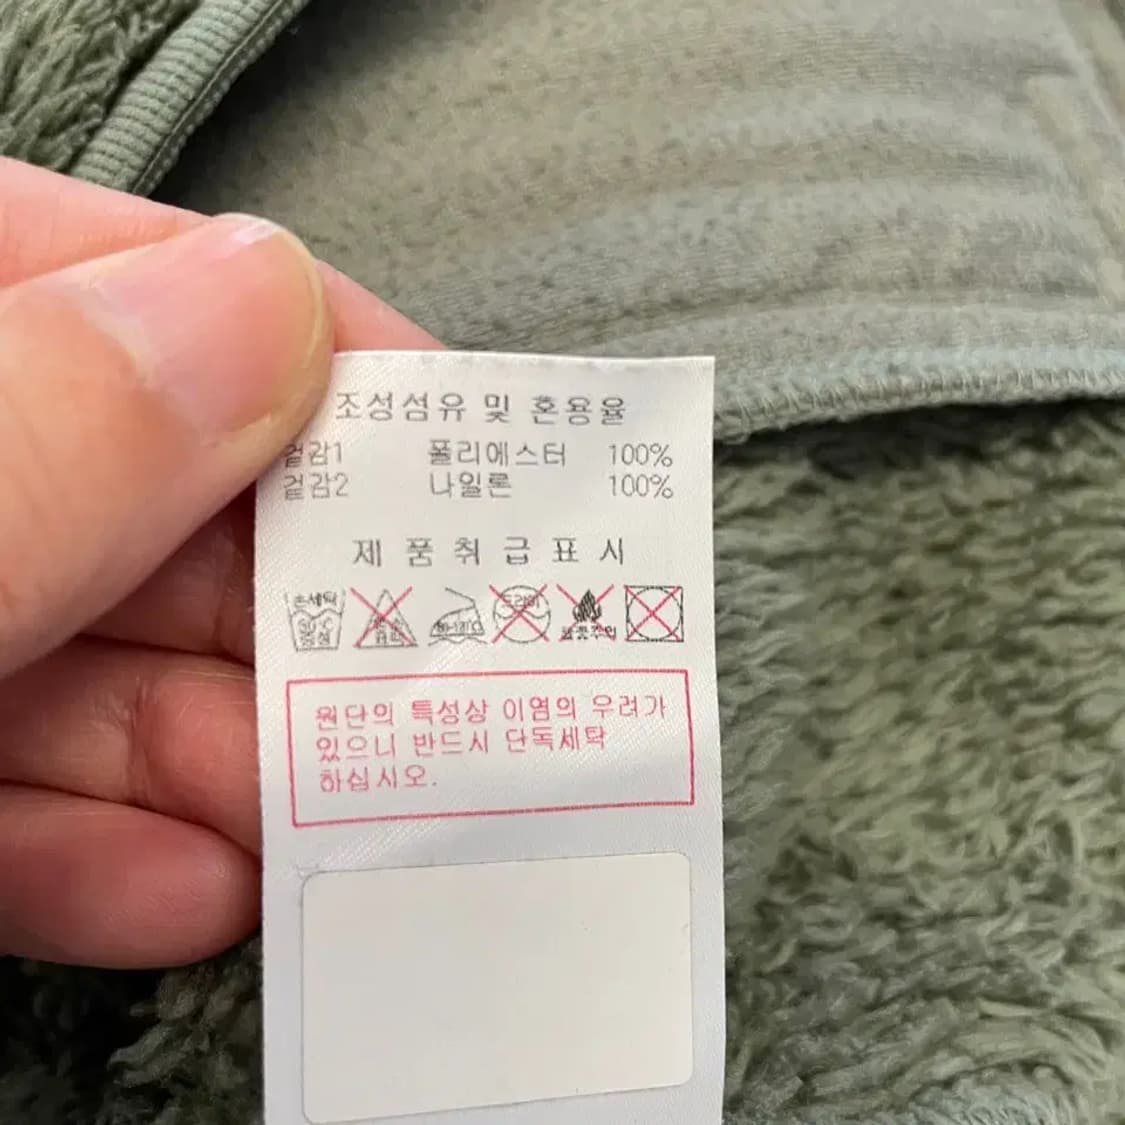 조성섬유 및 혼용율
겉감1 폴리에스터 100%
겉감2 나일론 100%
제품취급표시
손세탁
드라이
원단의 특성상 이염의 우려가
있으니 반드시 단독세탁
하십시오.